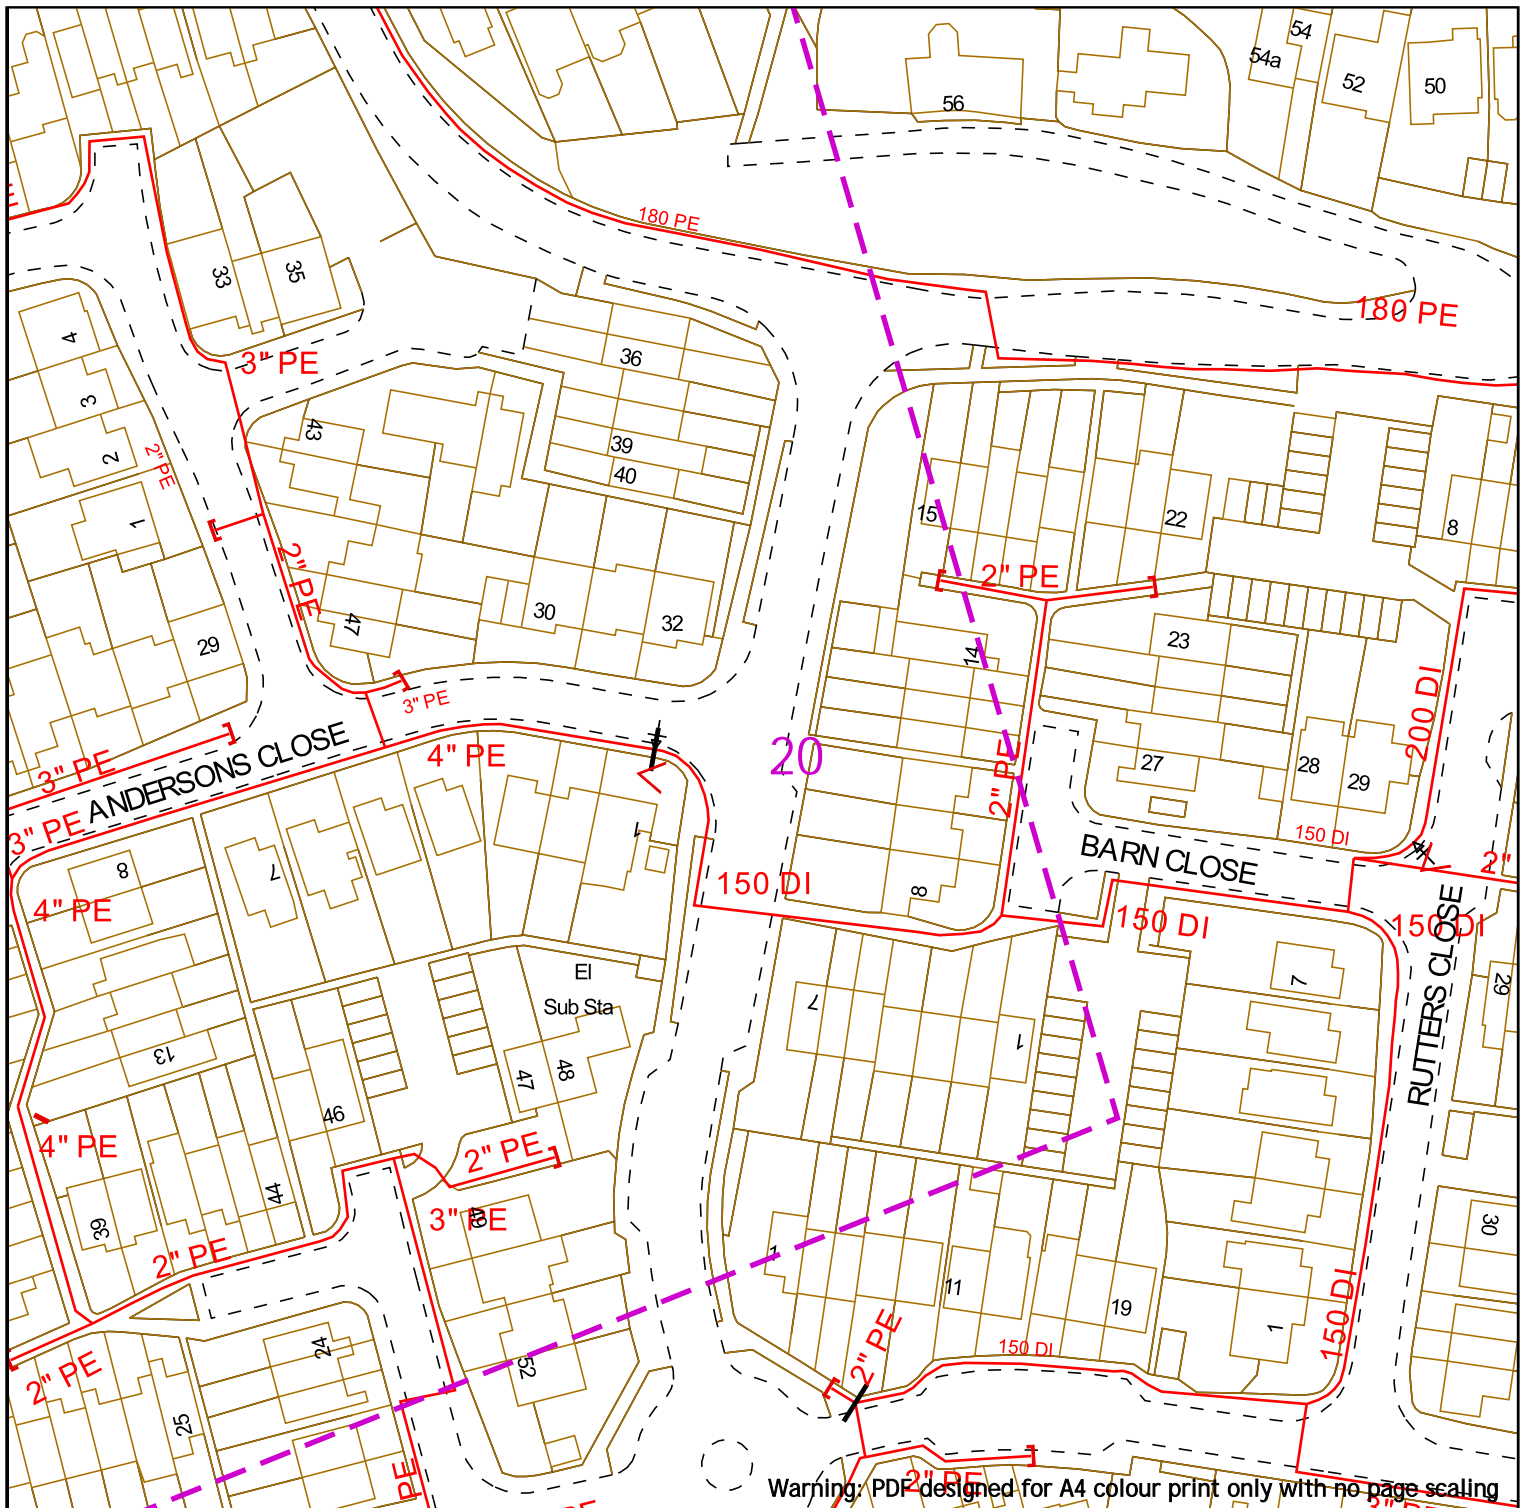 54
54a
52
50
56
180 PE
33
35
180 PE
4
36
3" PE
3
43
39
2
2" PE
40
1
15
22
8
2" PE
2" PE
30
32
47
29
23
14
3" PE
200 DI
ANDERSONS CLOSE
4" PE
20
3" PE
2" PE
27
28
29
3" PE
1
150 DI
BARN CLOSE
8
7
150 DI
8
2"
4" PE
150 DI
150 DI
RUTTERS CLOSE
El
Sub Sta
7
7
29
13
1
47
48
46
4" PE
2" PE
39
44
3" PE
49
30
2" PE
1
11
19
1
150 DI
24
2" PE
52
2" PE
150 DI
25
PE
2" PE
Warning: PDF designed for A4 colour print only with no page scaling